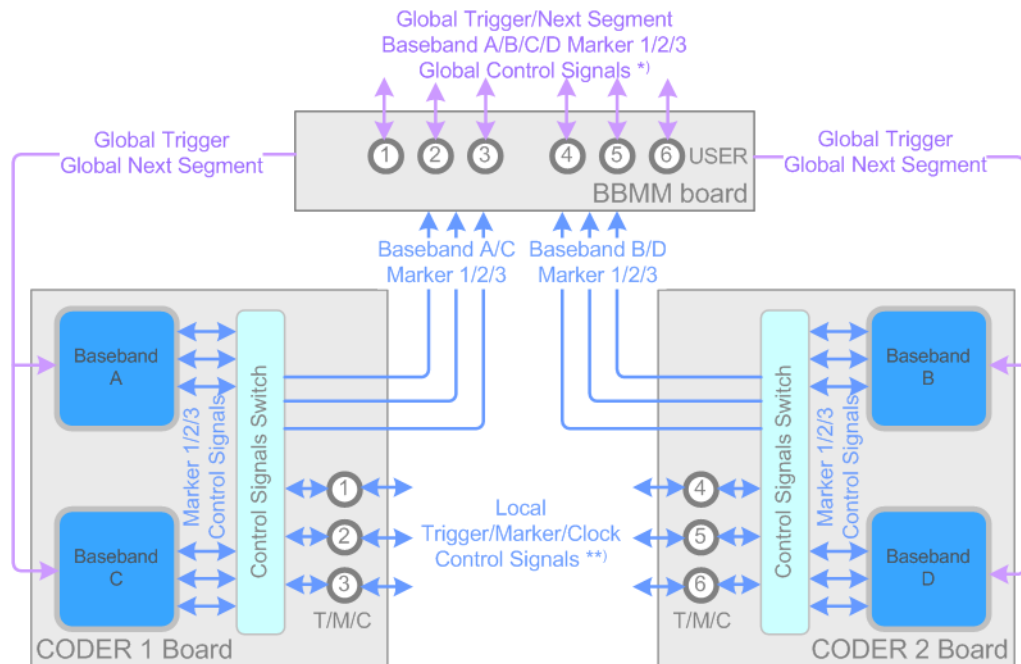 Global Trigger/Next Segment
Baseband A/B/C/D Marker 1/2/3
Global Control Signals *)
Global Trigger
Global Next Segment
1 2 3 4 5 6 USER
BBMM board
Global Trigger
Global Next Segment
Baseband A/C
Marker 1/2/3
Baseband B/D
Marker 1/2/3
Baseband
A
Marker 1/2/3
Control Signals
Control Signals Switch
Baseband
C
1
2
3
T/M/C
CODER 1 Board
Local
Trigger/Marker/Clock
Control Signals **)
4
5
6
T/M/C
Control Signals Switch
Marker 1/2/3
Control Signals
Baseband
B
Baseband
D
CODER 2 Board